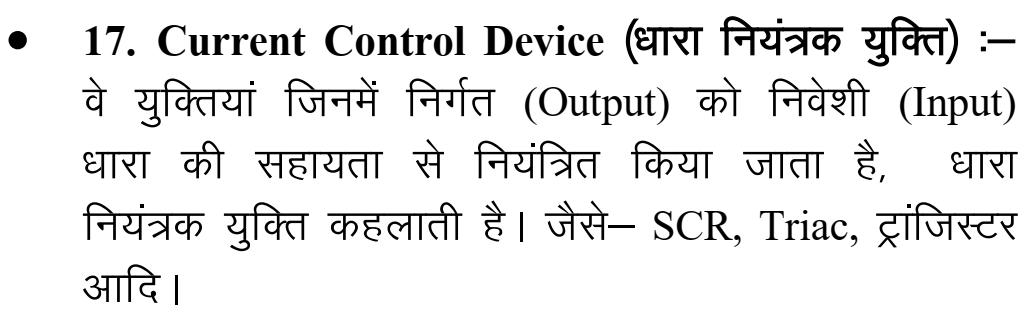 • 17. Current Control Device (धारा नियंत्रक युक्ति) :–
वे युक्तियां जिनमें निर्गत (Output) को निवेशी (Input)
धारा की सहायता से नियंत्रित किया जाता है, धारा
नियंत्रक युक्ति कहलाती है। जैसे– SCR, Triac, ट्रांजिस्टर
आदि।